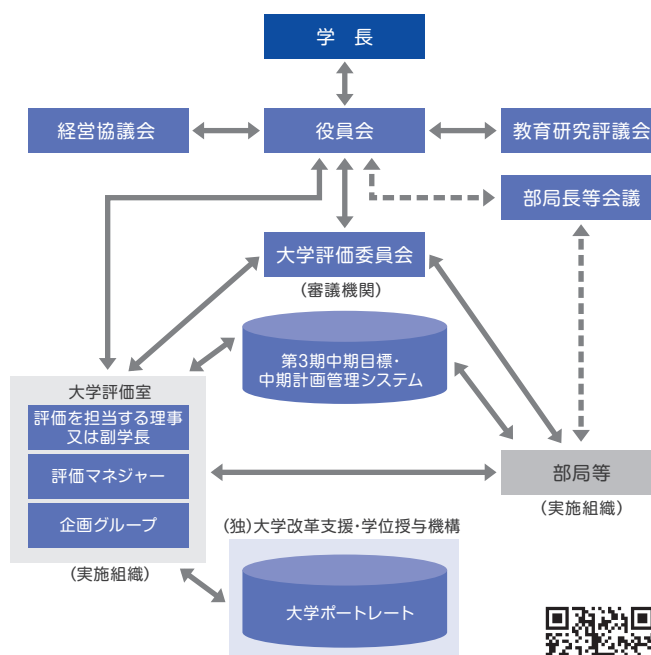 学 長
経営協議会
役員会
教育研究評議会
部局長等会議
大学評価委員会
(審議機関)
第3期中期目標・
中期計画管理システム
大学評価室
評価を担当する理事
又は副学長
評価マネジャー
企画グループ
(実施組織)
部局等
(実施組織)
(独)大学改革支援・学位授与機構
大学ポートレート